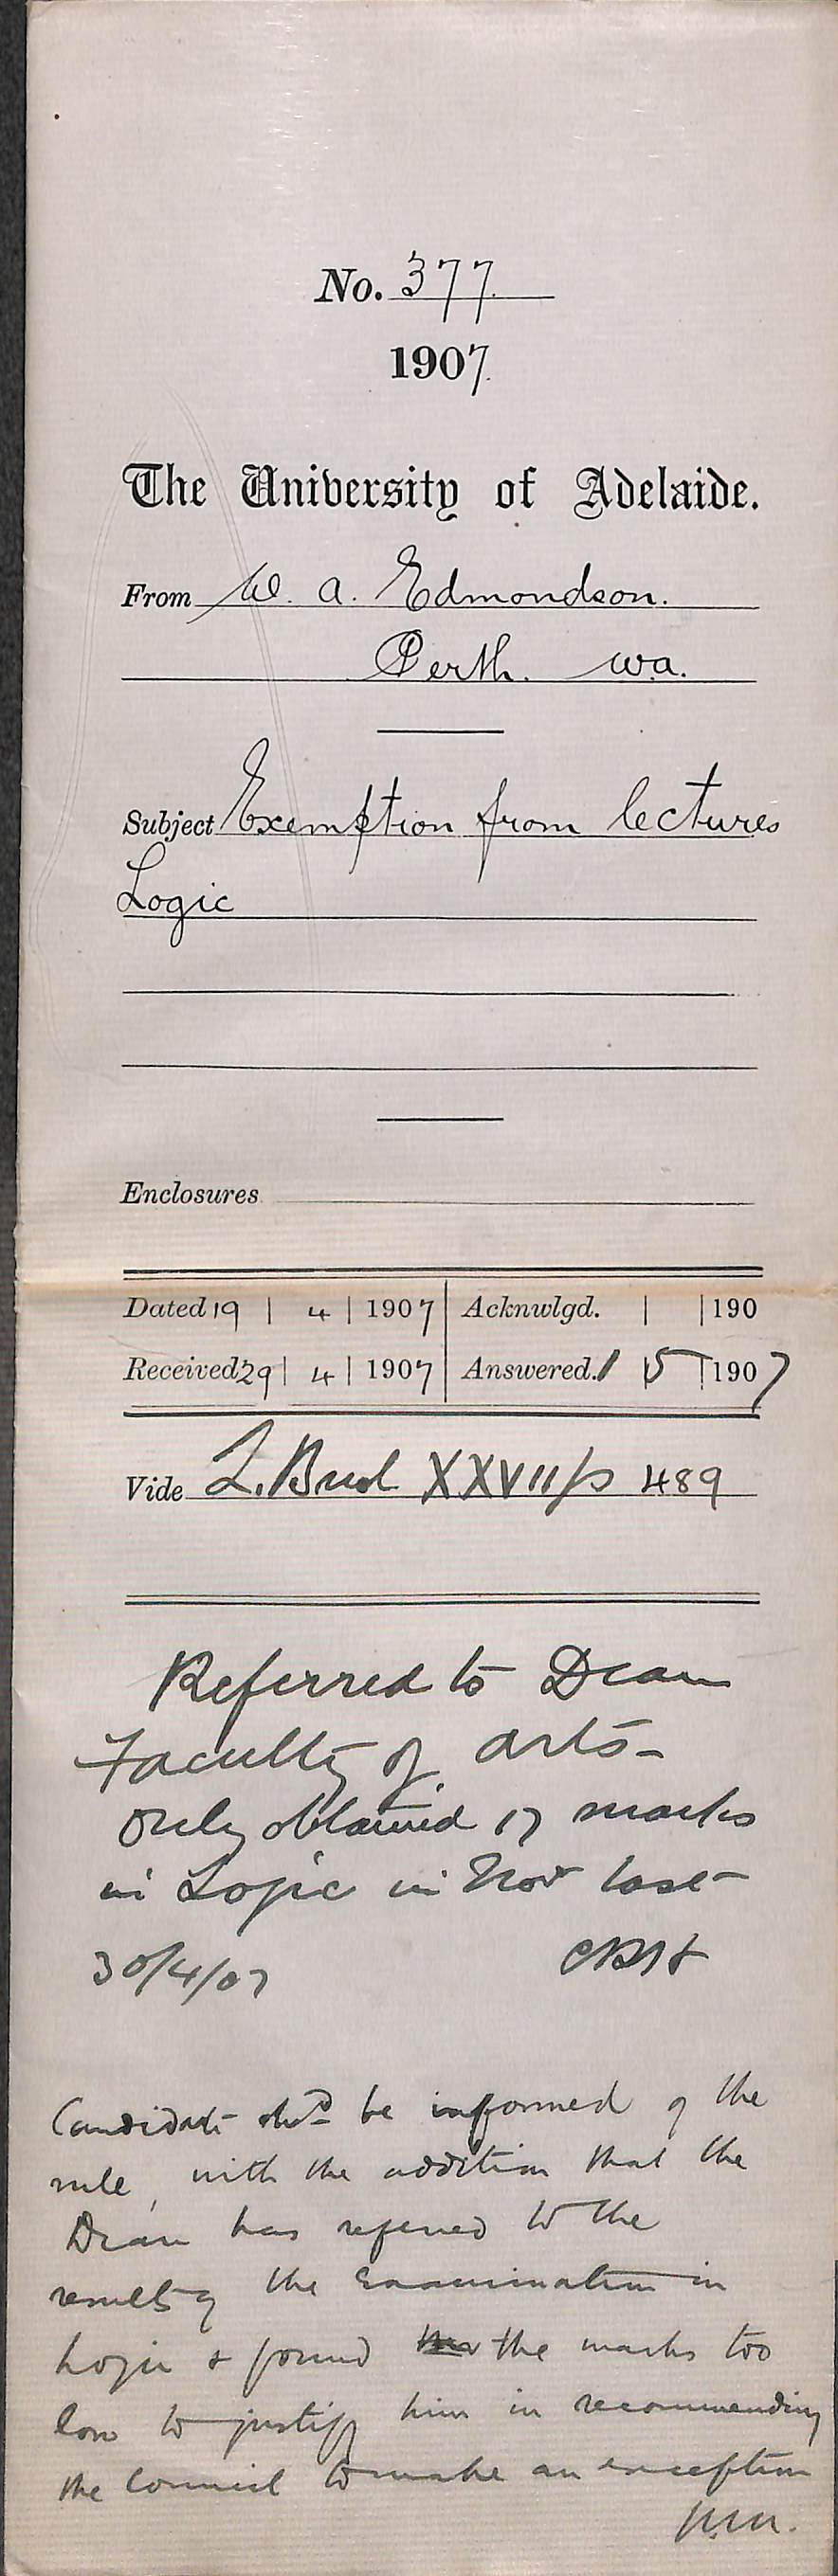 No. 377.
1907.
The University of Adelaide.
From W. A. Edmondson.
Perth. W.A.
Subject Exemption from lectures
Logic
Enclosures
Dated 19 | 4 | 1907 | Acknwlgd. | | 190
Received 29 | 4 | 1907 | Answered. 1 | 5 | 1907
Vide XXVII/p 489
Referred to Dean
Faculty of Arts -
Only obtained 17 marks
in Logic in Novr last
30/4/07
Candidate shd be informed of the
rule, with the addition that the
Dean has referred to the
results of the Examination in
Logic & found the marks too
low to justify him in recommending
the Council to make an exception